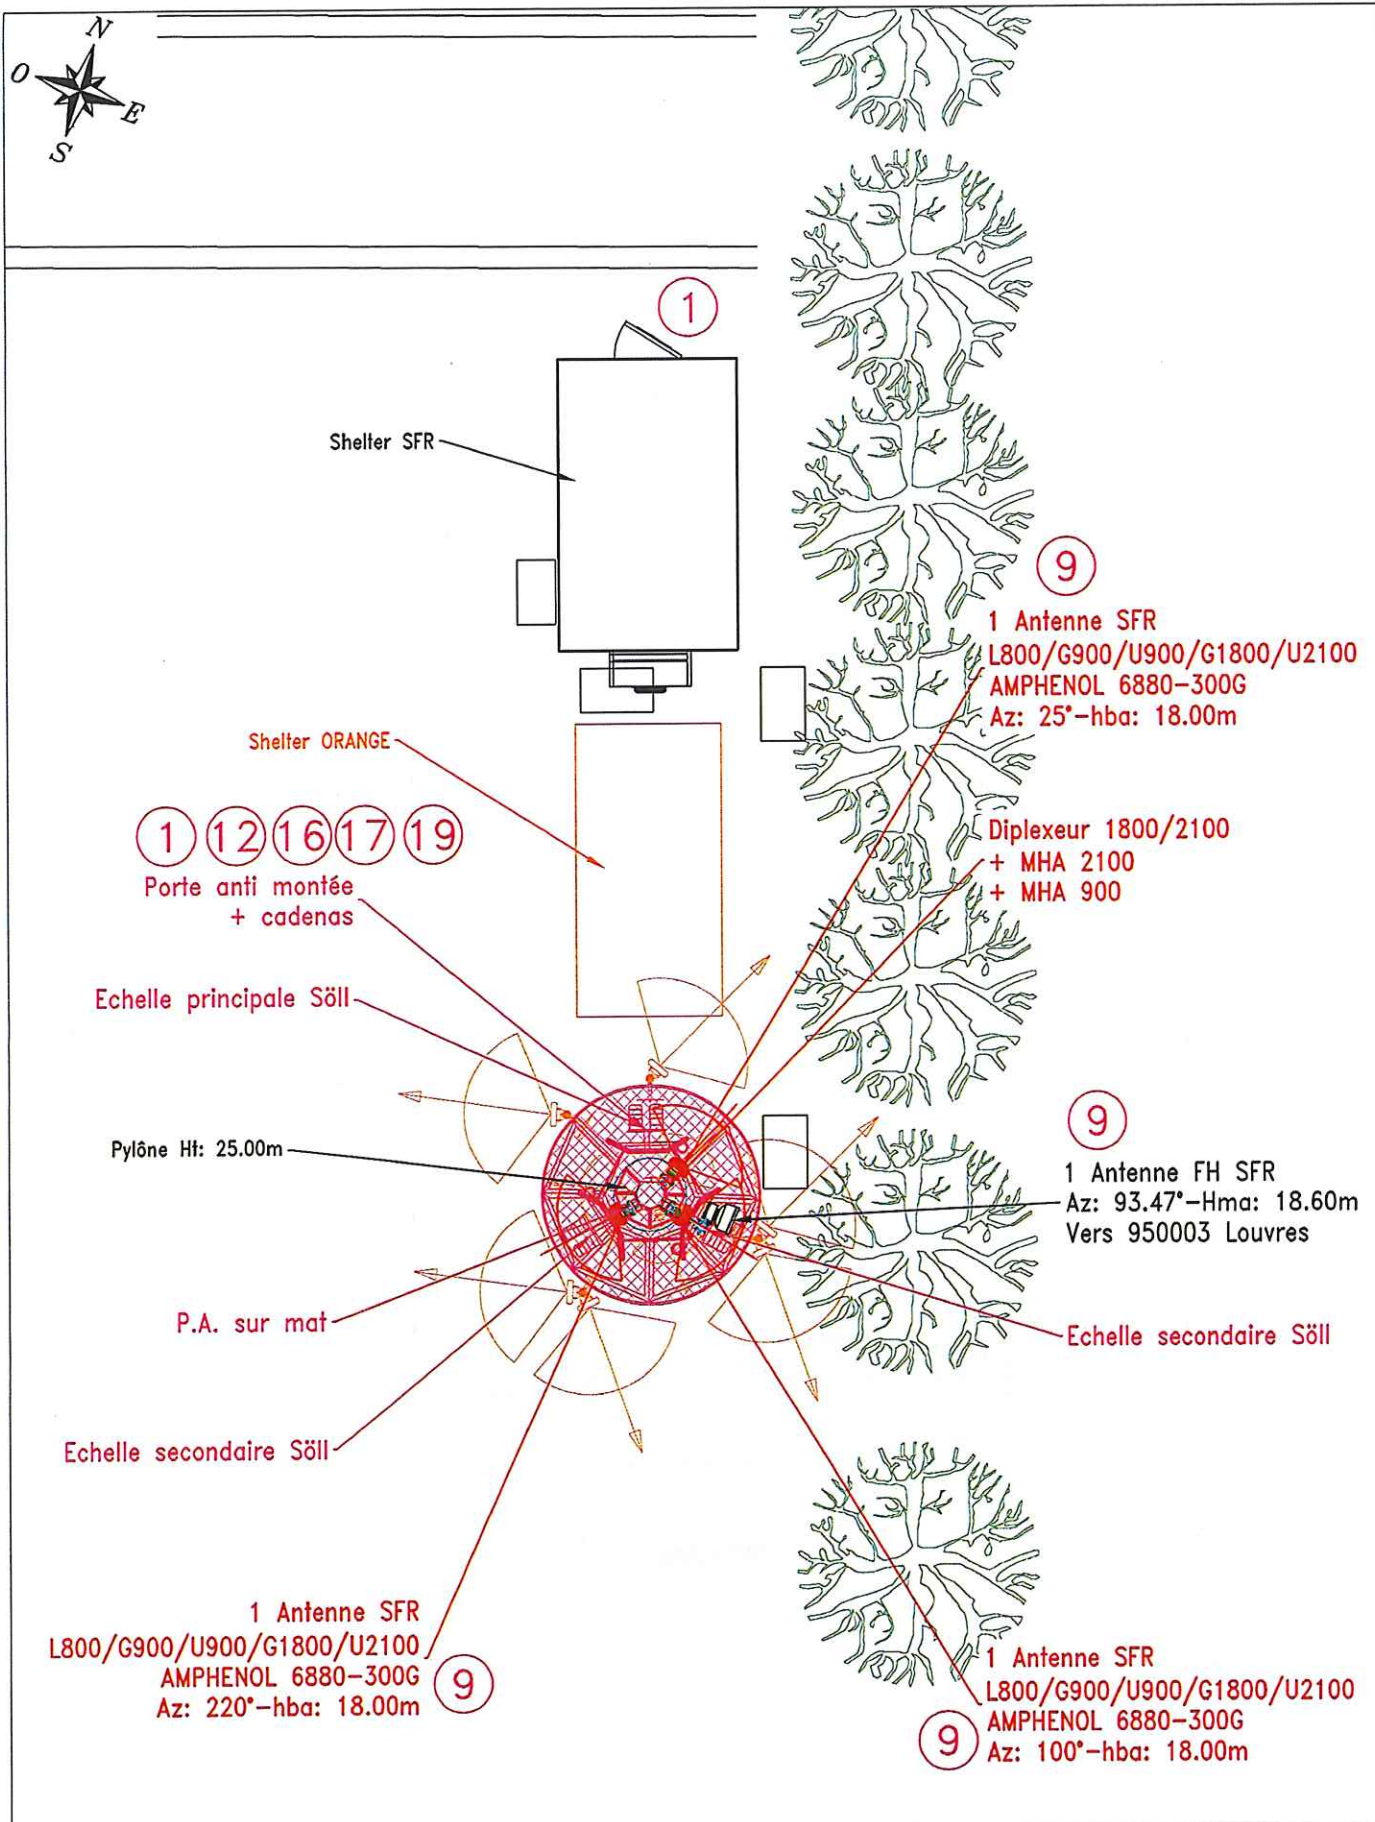 N
O
E
S
1
Shelter SFR
9
1 Antenne SFR
L800/G900/U900/G1800/U2100
AMPHENOL 6880-300G
Az: 25°-hba: 18.00m
Shelter ORANGE
1 12 16 17 19
Porte anti montée
+ cadenas
Diplexeur 1800/2100
+ MHA 2100
+ MHA 900
Echelle principale Söll
Pylône Ht: 25.00m
9
1 Antenne FH SFR
Az: 93.47°-Hma: 18.60m
Vers 950003 Louvres
P.A. sur mat
Echelle secondaire Söll
Echelle secondaire Söll
1 Antenne SFR
L800/G900/U900/G1800/U2100
AMPHENOL 6880-300G
Az: 220°-hba: 18.00m
9
1 Antenne SFR
L800/G900/U900/G1800/U2100
AMPHENOL 6880-300G
Az: 100°-hba: 18.00m
9